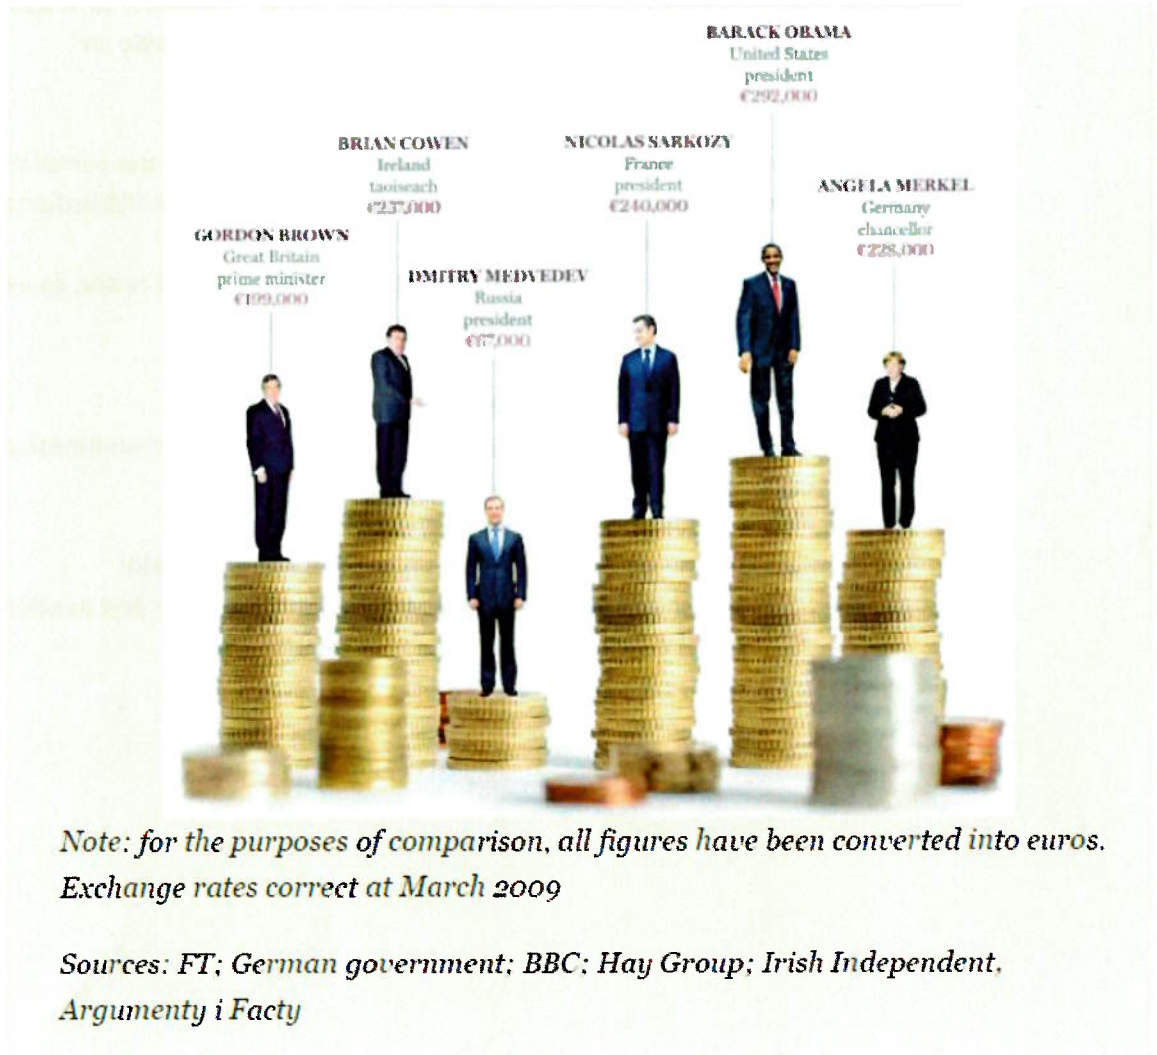 BARACK OBAMA
United States
president
€292,000
BRIAN COWEN
Ireland
taoiseach
€237,000
NICOLAS SARKOZY
France
president
€240,000
ANGELA MERKEL
Germany
chancellor
€228,000
GORDON BROWN
Great Britain
prime minister
€199,000
DMITRY MEDVEDEV
Russia
president
€67,000
Note: for the purposes of comparison, all figures have been converted into euros.
Exchange rates correct at March 2009
Sources: FT; German government; BBC; Hay Group; Irish Independent,
Argumenty i Facty